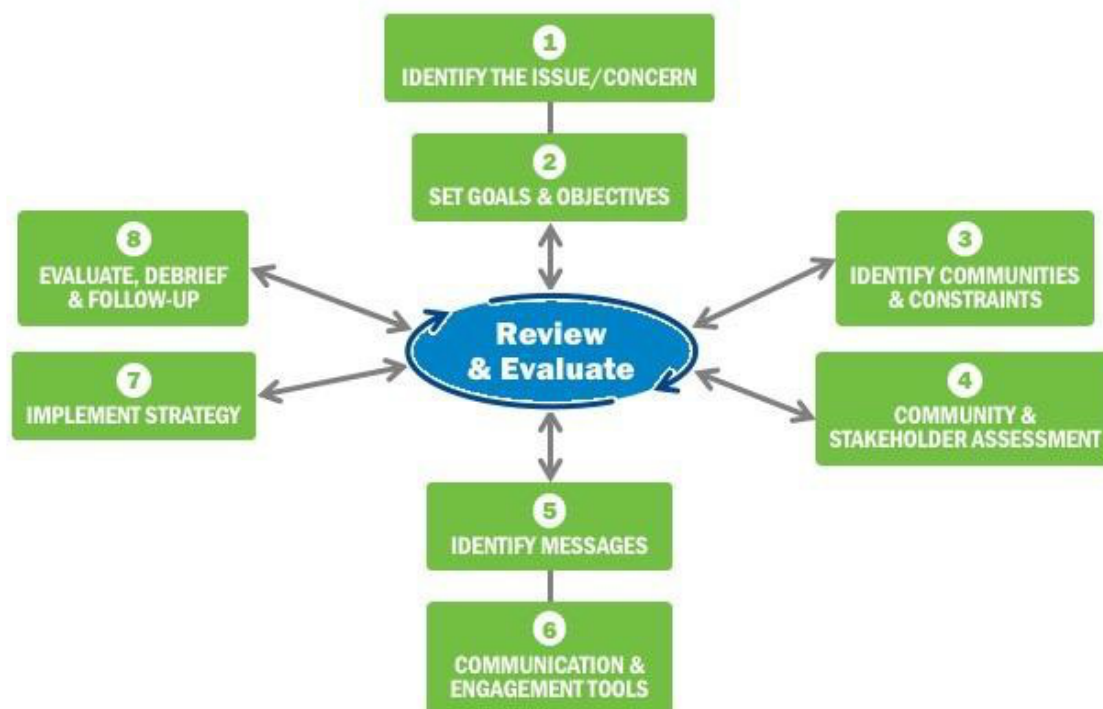 1
IDENTIFY THE ISSUE/CONCERN
2
SET GOALS & OBJECTIVES
3
IDENTIFY COMMUNITIES
& CONSTRAINTS
4
COMMUNITY &
STAKEHOLDER ASSESSMENT
5
IDENTIFY MESSAGES
6
COMMUNICATION &
ENGAGEMENT TOOLS
7
IMPLEMENT STRATEGY
8
EVALUATE, DEBRIEF
& FOLLOW-UP
Review
& Evaluate